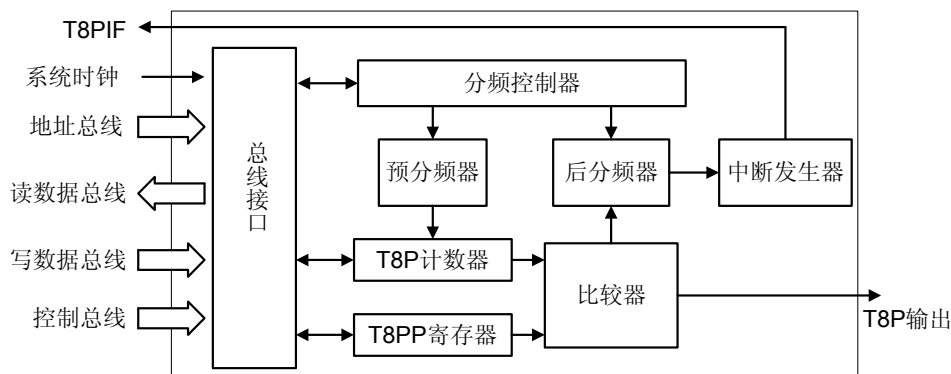 T8PIF
系统时钟
分频控制器
地址总线
总线接口
预分频器
后分频器
中断发生器
读数据总线
写数据总线
T8P计数器
比较器
控制总线
T8PP寄存器
T8P输出